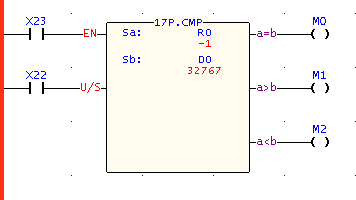 X23 17P.CMP M0
EN Sa: R0 a=b
-1
X22 Sb: D0 M1
U/S 32767 a>b
M2
a<b